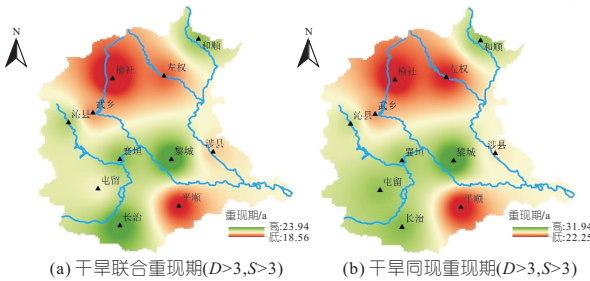 N
和顺
榆社
左权
武乡
沁县
襄垣
黎城
涉县
屯留
平顺
长治
重现期/a
高:23.94
低:18.56
(a) 干旱联合重现期(D>3,S>3)
N
和顺
榆社
左权
武乡
沁县
襄垣
黎城
涉县
屯留
平顺
长治
重现期/a
高:31.94
低:22.25
(b) 干旱同现重现期(D>3,S>3)